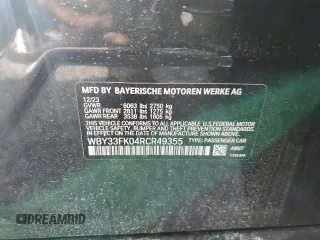 MFD BY BAYERISCHE MOTOREN WERKE AG
12/23
GVWR 6063 lbs 2750 kg
GAWR FRONT 2811 lbs 1275 kg
GAWR REAR 3538 lbs 1605 kg
THIS VEHICLE CONFORMS TO ALL APPLICABLE U.S. FEDERAL MOTOR
VEHICLE SAFETY, BUMPER AND THEFT PREVENTION STANDARDS
IN EFFECT ON THE DATE OF MANUFACTURE SHOWN ABOVE.
WBY33FK04RCR49355 TYPE: PASSENGER CAR
DREAMBID